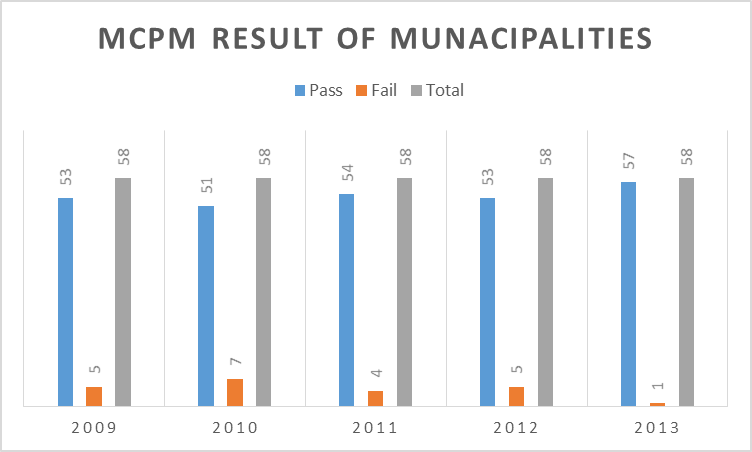 MCPM RESULT OF MUNACIPALITIES
Pass Fail Total
53 5 58 51 7 58 54 4 58 53 5 58 57 1 58
2009 2010 2011 2012 2013